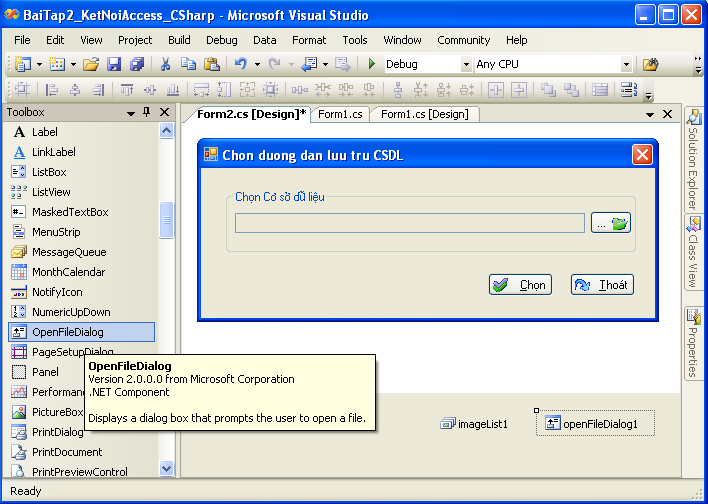 BaiTap2_KetNoiAccess_CSharp - Microsoft Visual Studio
File Edit View Project Build Debug Data Format Tools Window Community Help
Debug Any CPU
Toolbox
Form2.cs [Design]* Form1.cs Form1.cs [Design]
Label
LinkLabel
ListBox
ListView
MaskedTextBox
MenuStrip
MessageQueue
MonthCalendar
NotifyIcon
NumericUpDown
OpenFileDialog
PageSetupDialog
Panel
Performan
PictureBox
PrintDialog
PrintDocument
PrintPreviewControl
OpenFileDialog
Version 2.0.0.0 from Microsoft Corporation
.NET Component
Displays a dialog box that prompts the user to open a file.
Chon duong dan luu tru CSDL
Chọn Cơ sở dữ liệu
...
Chọn Thoát
imageList1 openFileDialog1
Solution Explorer
Class View
Properties
Ready